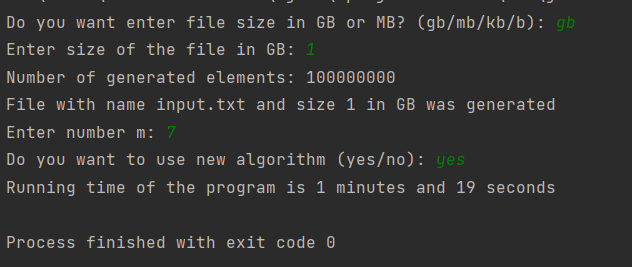 Do you want enter file size in GB or MB? (gb/mb/kb/b): gb
Enter size of the file in GB: 1
Number of generated elements: 100000000
File with name input.txt and size 1 in GB was generated
Enter number m: 7
Do you want to use new algorithm (yes/no): yes
Running time of the program is 1 minutes and 19 seconds
Process finished with exit code 0